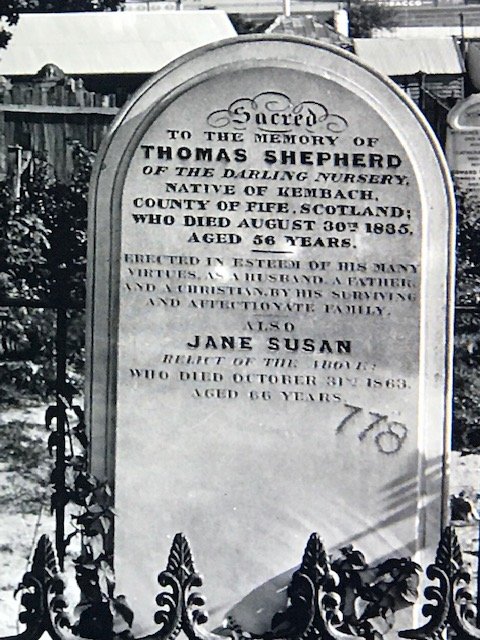 TOBACCO
Sacred
TO THE MEMORY OF
THOMAS SHEPHERD
OF THE DARLING NURSERY,
NATIVE OF KEMBACH,
COUNTY OF FIFE, SCOTLAND;
WHO DIED AUGUST 30TH 1835,
AGED 56 YEARS.
ERECTED IN ESTEEM OF HIS MANY
VIRTUES, AS A HUSBAND, A FATHER,
AND A CHRISTIAN, BY HIS SURVIVING
AND AFFECTIONATE FAMILY.
ALSO
JANE SUSAN
RELICT OF THE ABOVE;
WHO DIED OCTOBER 31ST 1863,
AGED 66 YEARS.
778